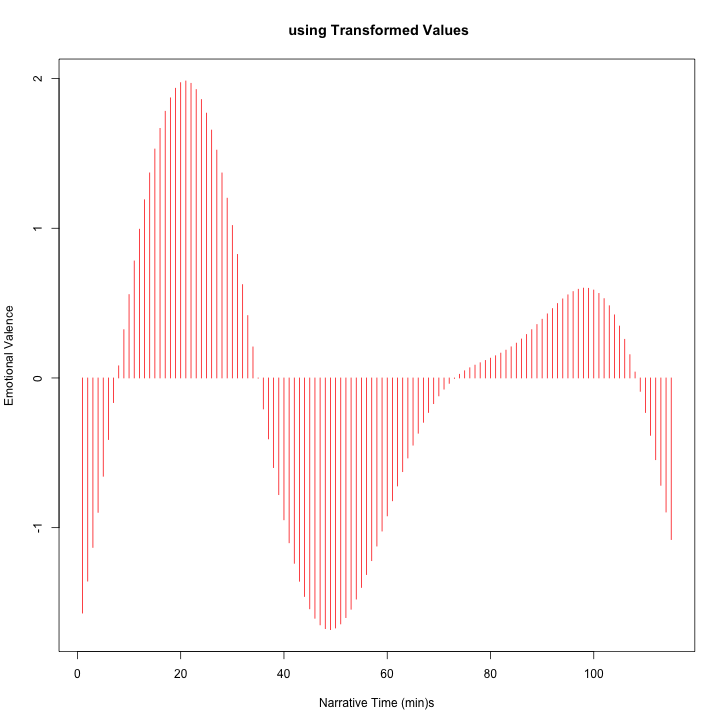 using Transformed Values
Emotional Valence
2
1
0
-1
0 20 40 60 80 100
Narrative Time (min)s